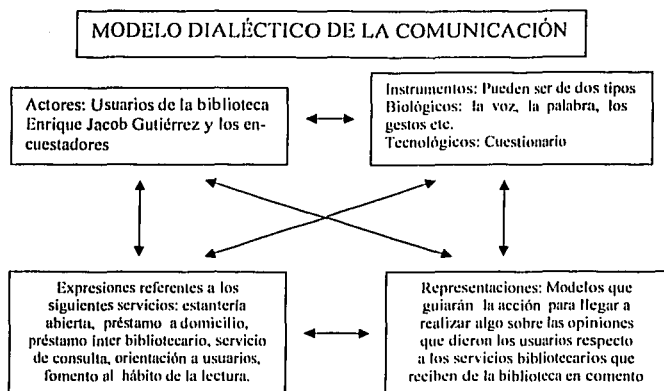 MODELO DIALÉCTICO DE LA COMUNICACIÓN
Actores: Usuarios de la biblioteca
Enrique Jacob Gutiérrez y los en-
cuestadores
Instrumentos: Pueden ser de dos tipos
Biológicos: la voz, la palabra, los
gestos etc.
Tecnológicos: Cuestionario
Expresiones referentes a los
siguientes servicios: estantería
abierta, préstamo a domicilio,
préstamo inter bibliotecario, servicio
de consulta, orientación a usuarios,
fomento al hábito de la lectura.
Representaciones: Modelos que
guiarán la acción para llegar a
realizar algo sobre las opiniones
que dieron los usuarios respecto
a los servicios bibliotecarios que
reciben de la biblioteca en comento